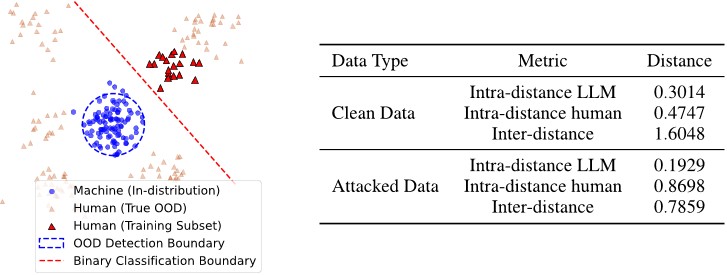 Machine (In-distribution)
Human (True OOD)
Human (Training Subset)
OOD Detection Boundary
Binary Classification Boundary
Data Type Metric Distance
Intra-distance LLM 0.3014
Clean Data Intra-distance human 0.4747
Inter-distance 1.6048
Intra-distance LLM 0.1929
Attacked Data Intra-distance human 0.8698
Inter-distance 0.7859